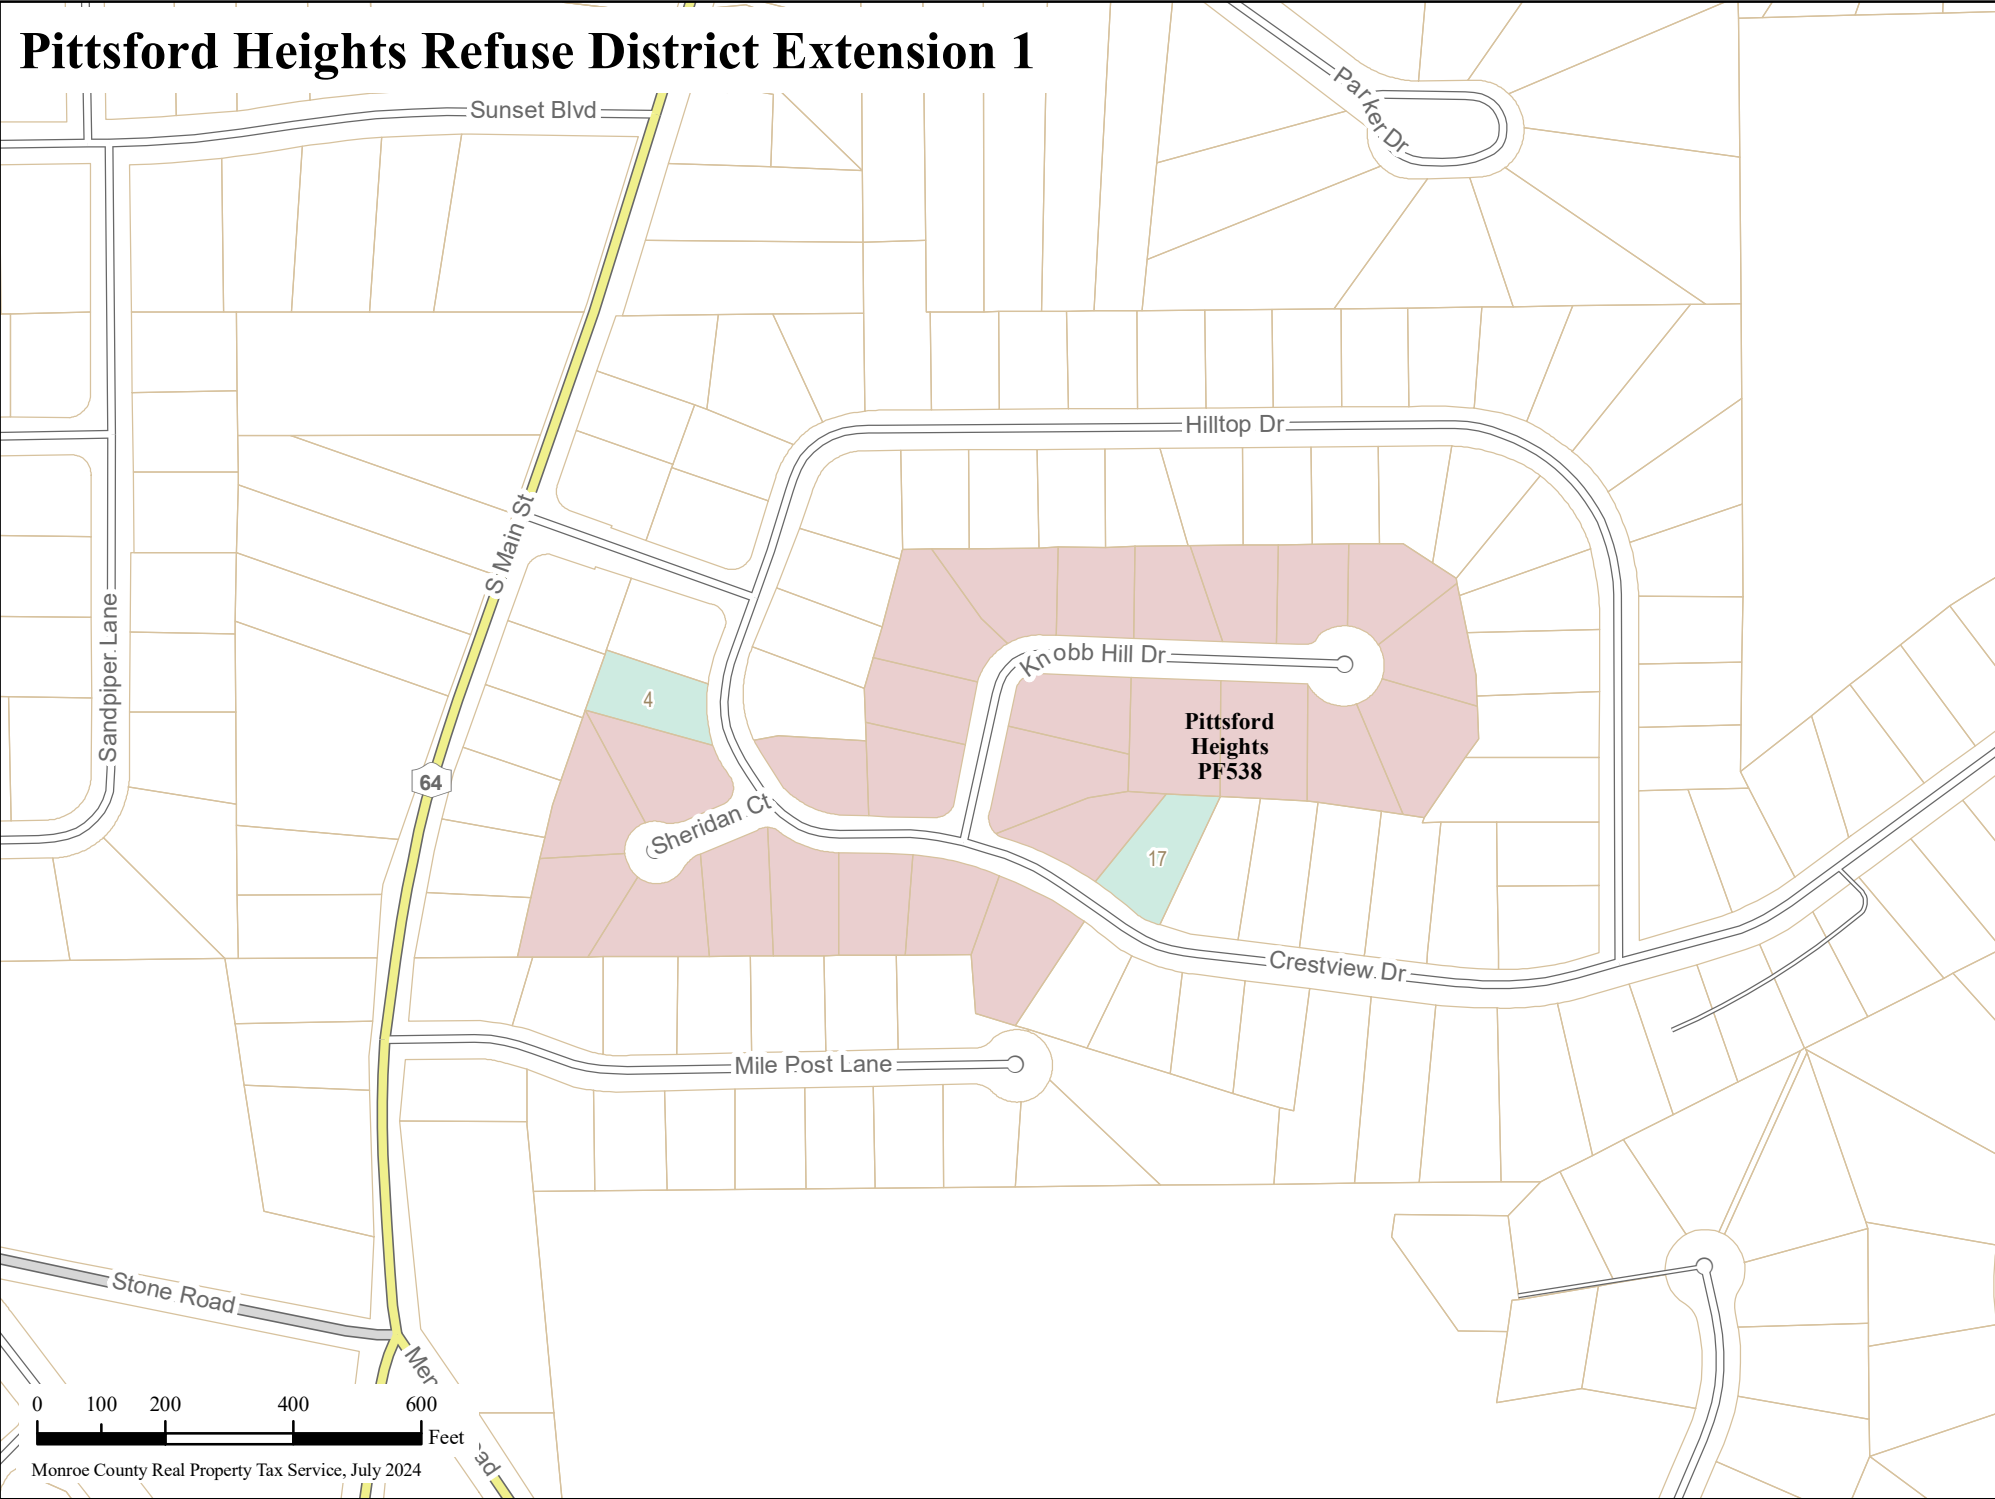 Pittsford Heights Refuse District Extension 1
Sunset Blvd
Parker Dr
Hilltop Dr
S Main St
Sandpiper Lane
Knobb Hill Dr
4
Pittsford
Heights
PF538
64
Sheridan Ct
17
Crestview Dr
Mile Post Lane
Stone Road
0 100 200 400 600
Feet
Monroe County Real Property Tax Service, July 2024